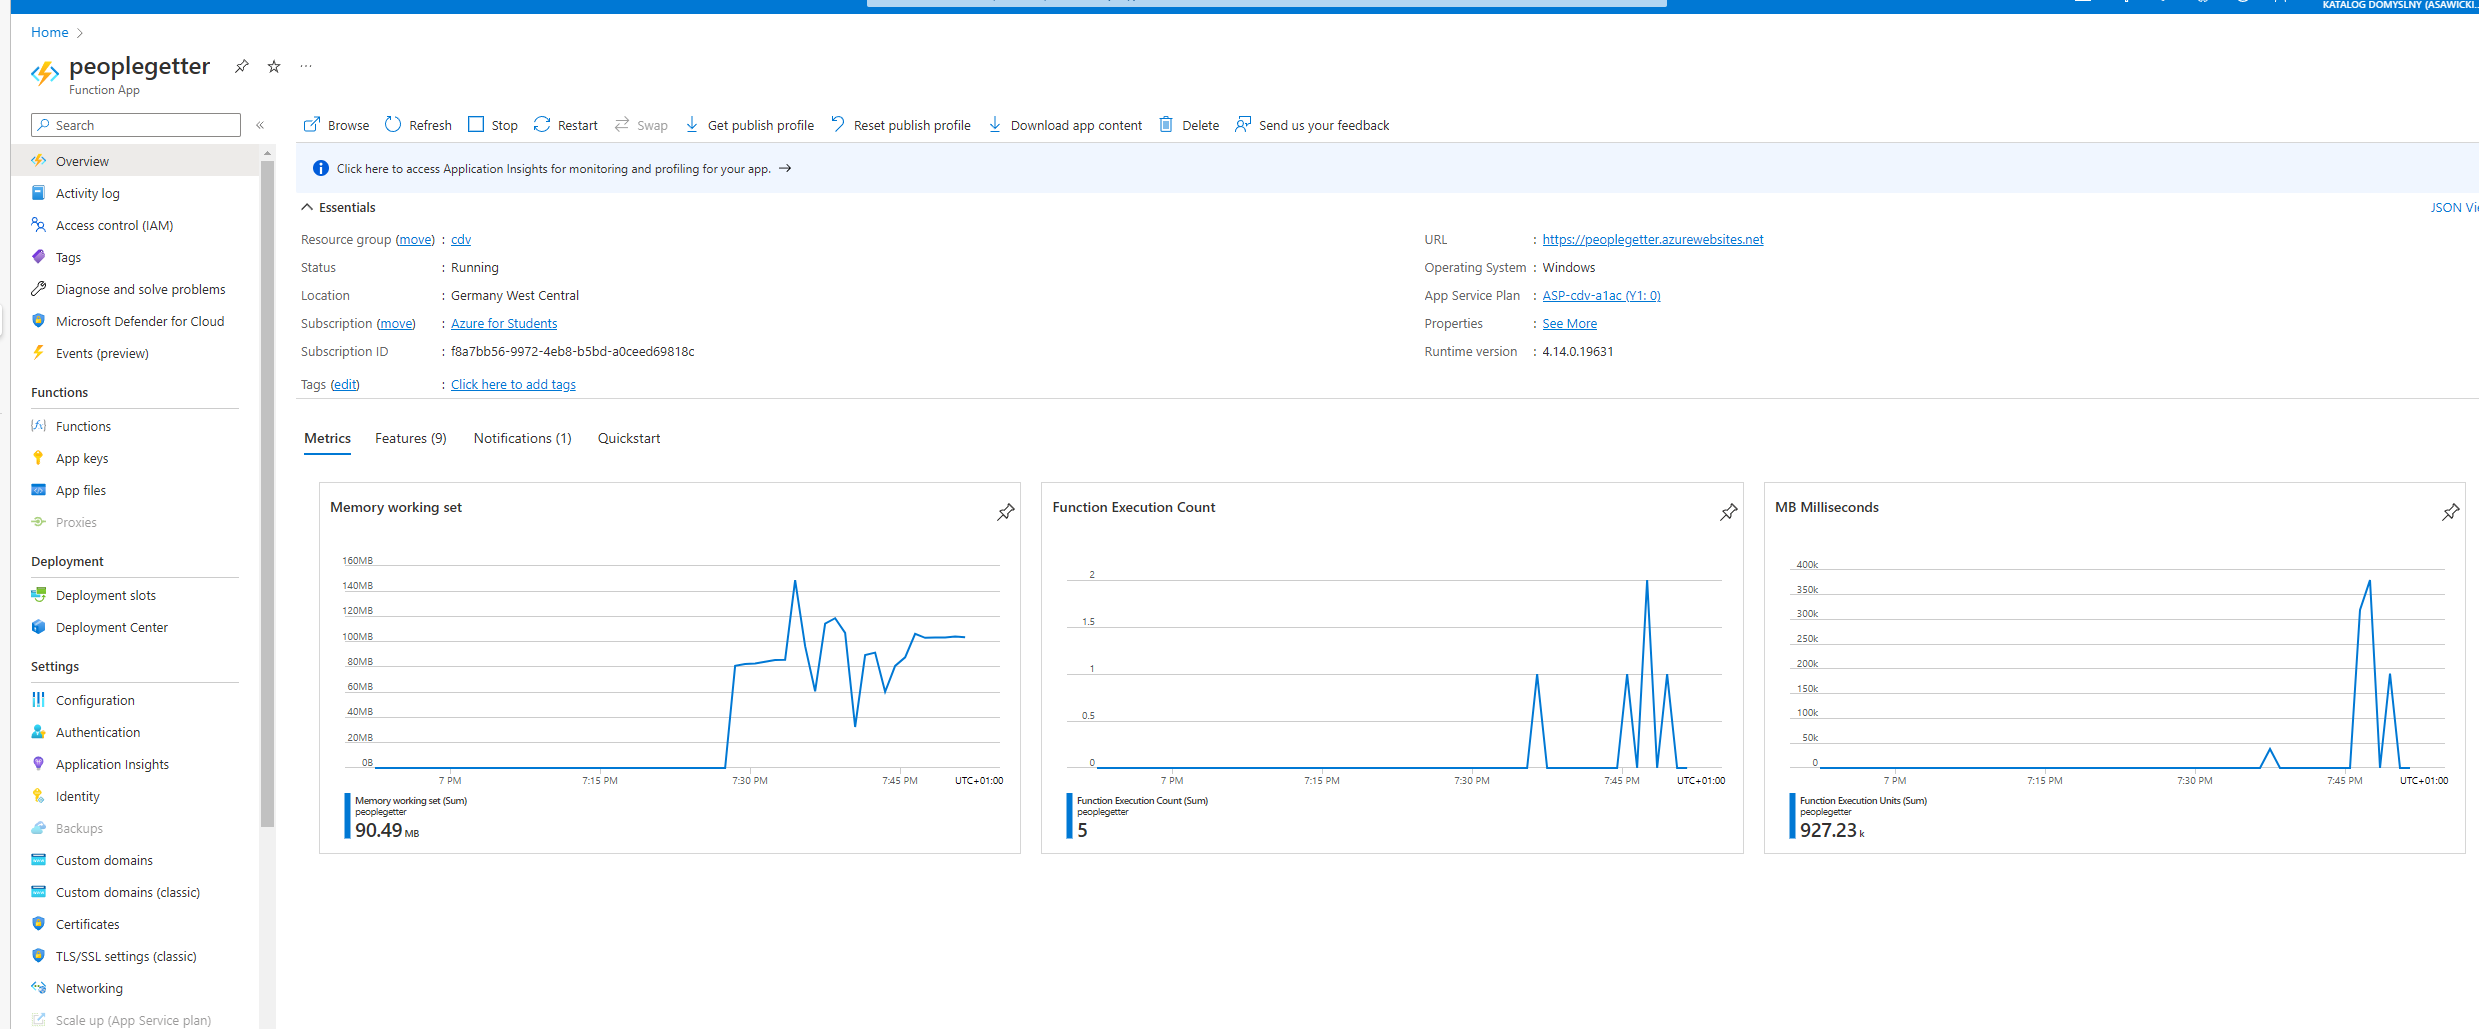 KATALOG DOMYŚLNY (ASAWICKI...
Home
peoplegetter
Function App
Search
Browse Refresh Stop Restart Swap Get publish profile Reset publish profile Download app content Delete Send us your feedback
Overview
Activity log
Access control (IAM)
Tags
Diagnose and solve problems
Microsoft Defender for Cloud
Events (preview)
Functions
Functions
App keys
App files
Proxies
Deployment
Deployment slots
Deployment Center
Settings
Configuration
Authentication
Application Insights
Identity
Backups
Custom domains
Custom domains (classic)
Certificates
TLS/SSL settings (classic)
Networking
Scale up (App Service plan)
Click here to access Application Insights for monitoring and profiling for your app.
Essentials
JSON Vie
Resource group (move) : cdv
Status : Running
Location : Germany West Central
Subscription (move) : Azure for Students
Subscription ID : f8a7bb56-9972-4eb8-b5bd-a0ceed69818c
Tags (edit) : Click here to add tags
URL : https://peoplegetter.azurewebsites.net
Operating System : Windows
App Service Plan : ASP-cdv-a1ac (Y1: 0)
Properties : See More
Runtime version : 4.14.0.19631
Metrics Features (9) Notifications (1) Quickstart
Memory working set
160MB
140MB
120MB
100MB
80MB
60MB
40MB
20MB
0B
7 PM 7:15 PM 7:30 PM 7:45 PM UTC+01:00
Memory working set (Sum)
peoplegetter
90.49 MB
Function Execution Count
2
1.5
1
0.5
0
7 PM 7:15 PM 7:30 PM 7:45 PM UTC+01:00
Function Execution Count (Sum)
peoplegetter
5
MB Milliseconds
400k
350k
300k
250k
200k
150k
100k
50k
0
7 PM 7:15 PM 7:30 PM 7:45 PM UTC+01:00
Function Execution Units (Sum)
peoplegetter
927.23 k